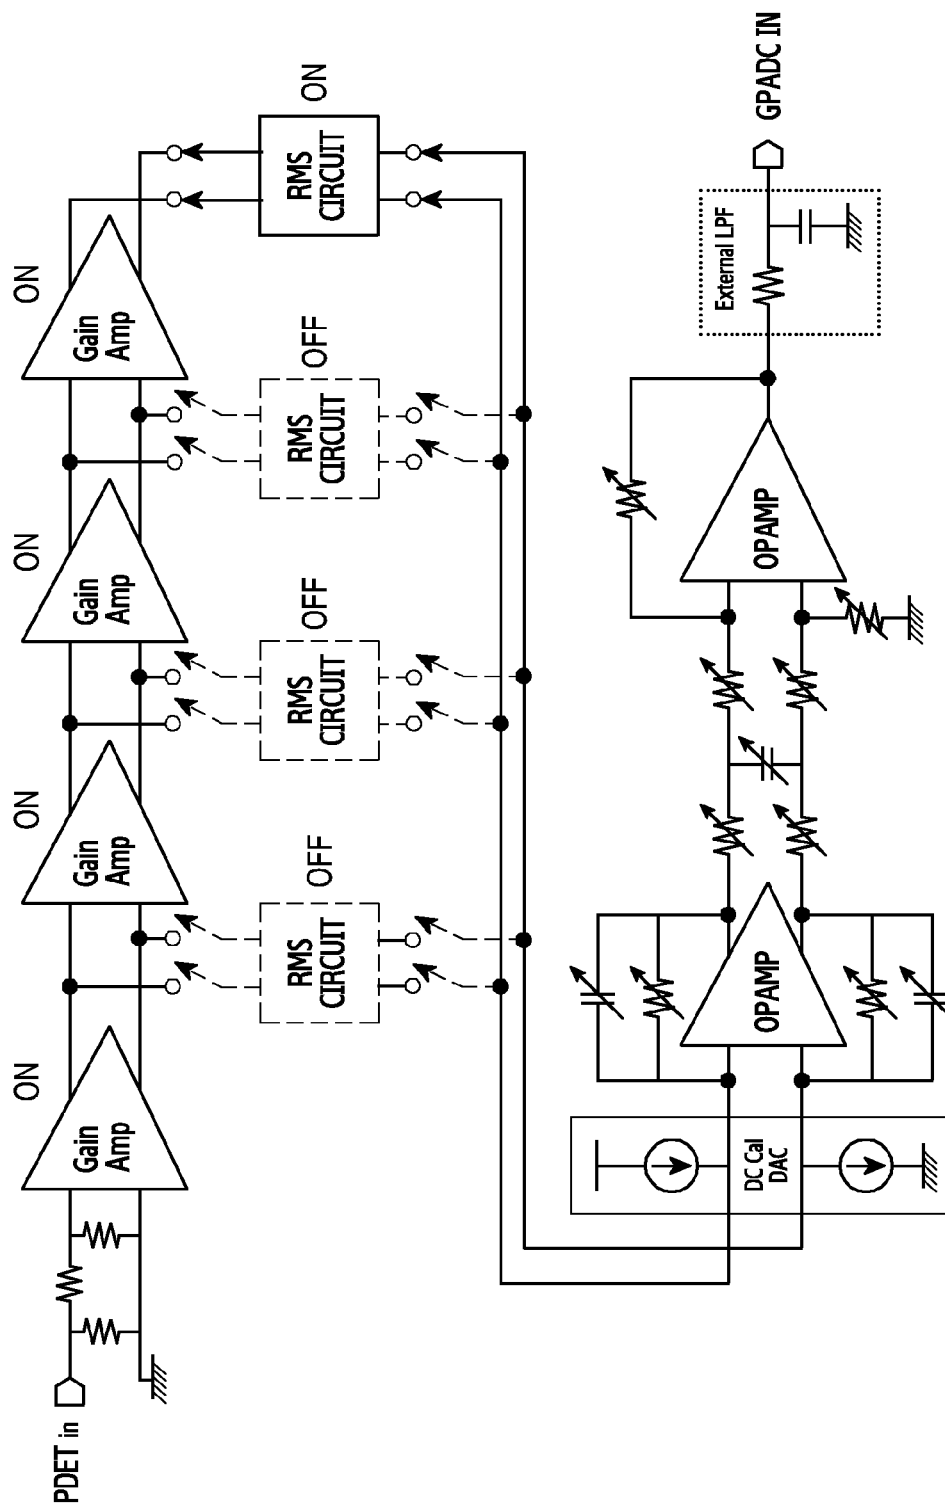 PDET in
Gain
Amp
ON
Gain
Amp
ON
Gain
Amp
ON
Gain
Amp
ON
RMS
CIRCUIT
OFF
RMS
CIRCUIT
OFF
RMS
CIRCUIT
OFF
RMS
CIRCUIT
ON
DC Cal
DAC
OPAMP
OPAMP
External LPF
GPADC IN